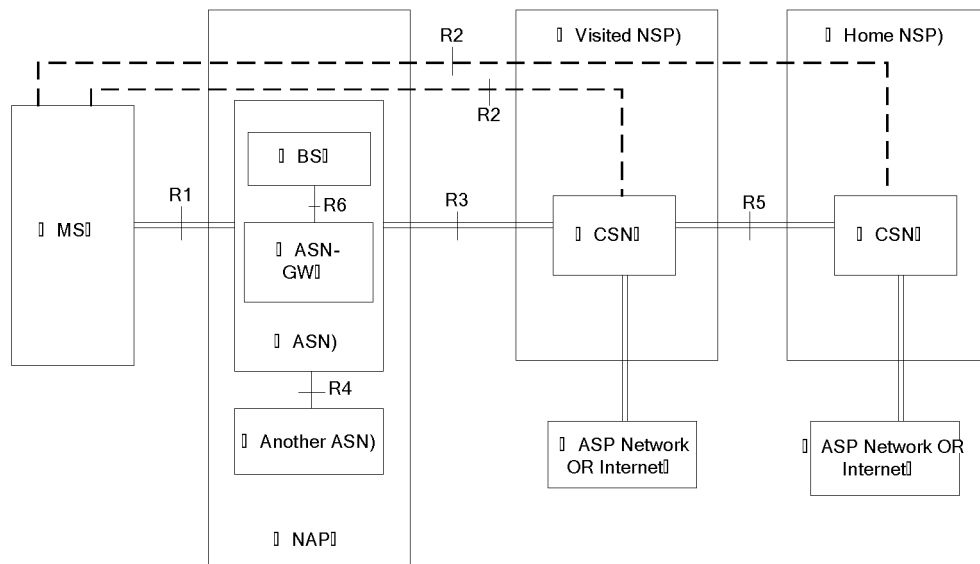 Visited NSP)
Home NSP)
R2
R2
BS
R1
R6
R3
R5
MS
ASN-
GW
CSN
CSN
ASN)
R4
Another ASN)
ASP Network
OR Internet
ASP Network OR
Internet
NAP